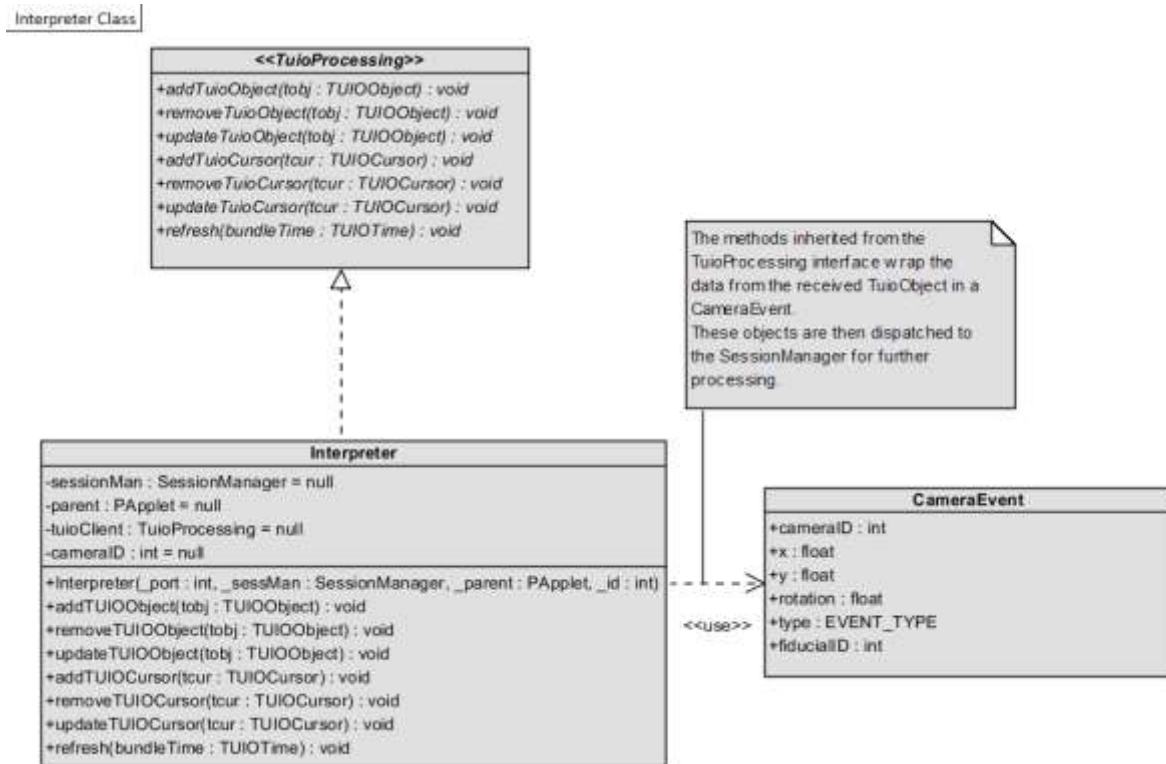 Interpreter Class
<<TuioProcessing>>
+addTuioObject(tobj : TUIOObject) : void
+removeTuioObject(tobj : TUIOObject) : void
+updateTuioObject(tobj : TUIOObject) : void
+addTuioCursor(tcur : TUIOCursor) : void
+removeTuioCursor(tcur : TUIOCursor) : void
+updateTuioCursor(tcur : TUIOCursor) : void
+refresh(bundleTime : TUIOTime) : void
The methods inherited from the
TuioProcessing interface wrap the
data from the received TuioObject in a
CameraEvent.
These objects are then dispatched to
the SessionManager for further
processing.
Interpreter
-sessionMan : SessionManager = null
-parent : PApplet = null
-tuioClient : TuioProcessing = null
-cameraID : int = null
+Interpreter(_port : int, _sessMan : SessionManager, _parent : PApplet, _id : int)
+addTUIOObject(tobj : TUIOObject) : void
+removeTUIOObject(tobj : TUIOObject) : void
+updateTUIOObject(tobj : TUIOObject) : void
+addTUIOCursor(tcur : TUIOCursor) : void
+removeTUIOCursor(tcur : TUIOCursor) : void
+updateTUIOCursor(tcur : TUIOCursor) : void
+refresh(bundleTime : TUIOTime) : void
<<use>>
CameraEvent
+cameraID : int
+x : float
+y : float
+rotation : float
+type : EVENT_TYPE
+fiducialID : int